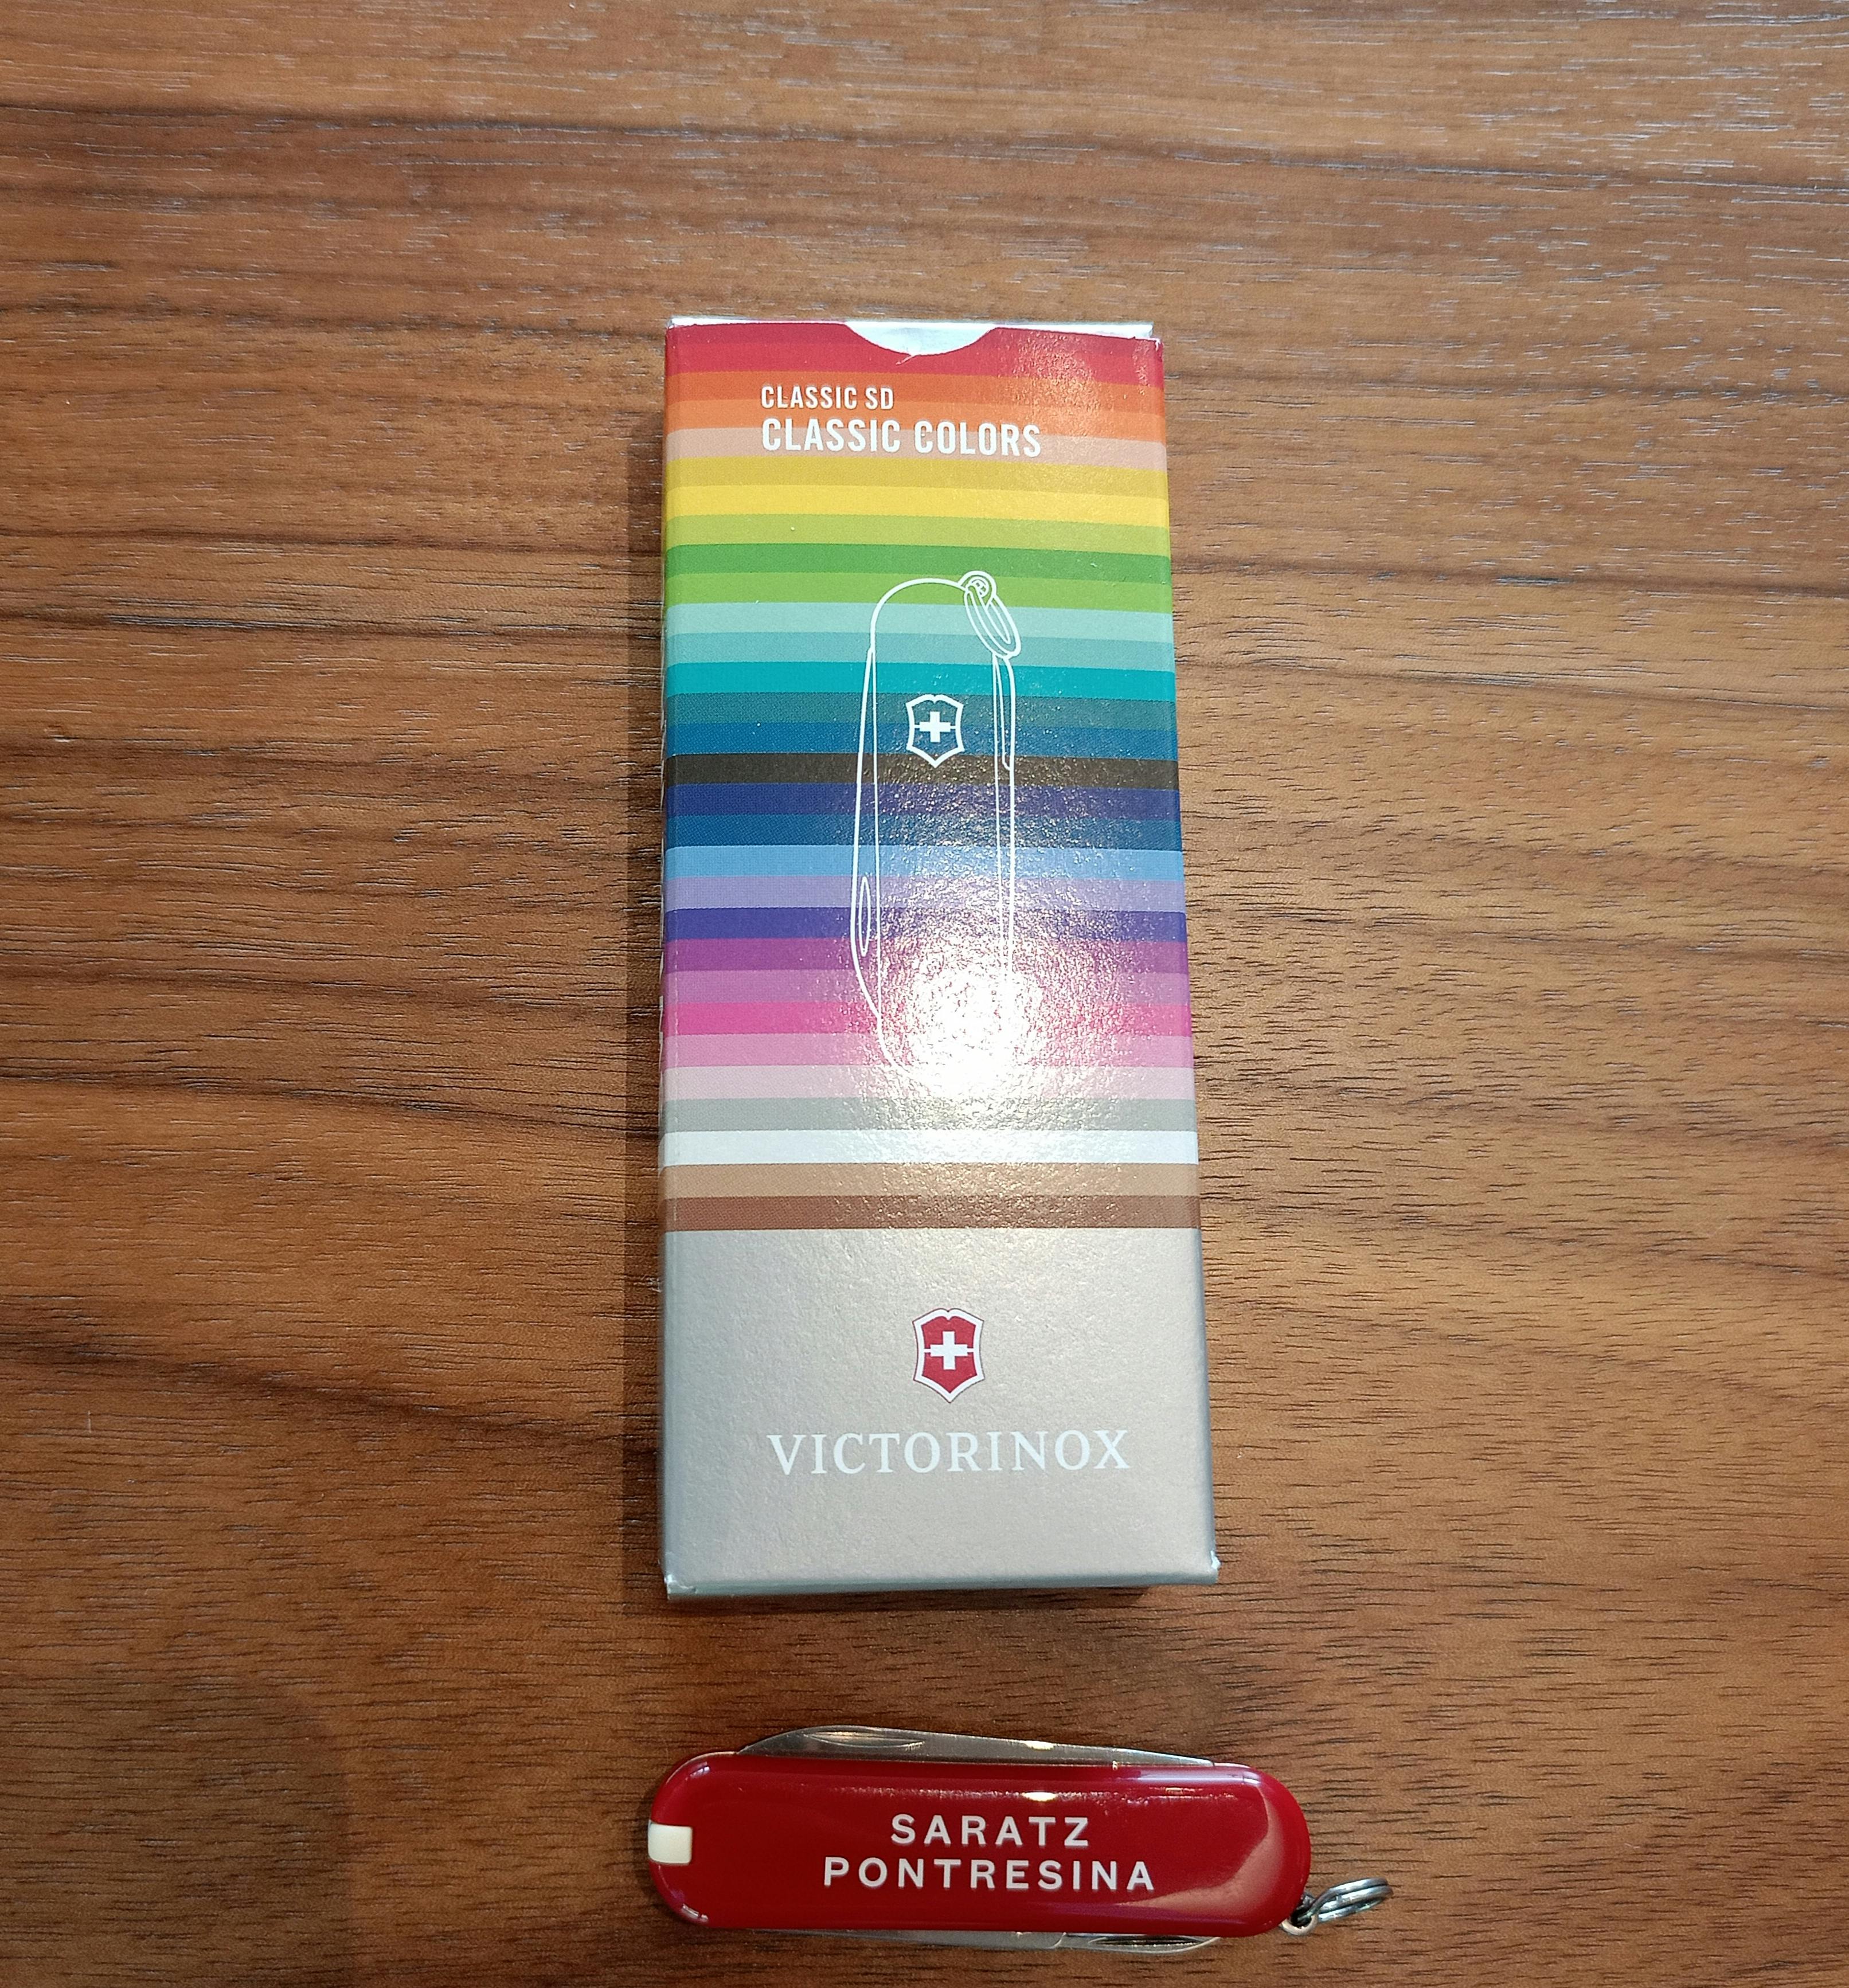 CLASSIC SD
CLASSIC COLORS
VICTORINOX
SARATZ
PONTRESINA